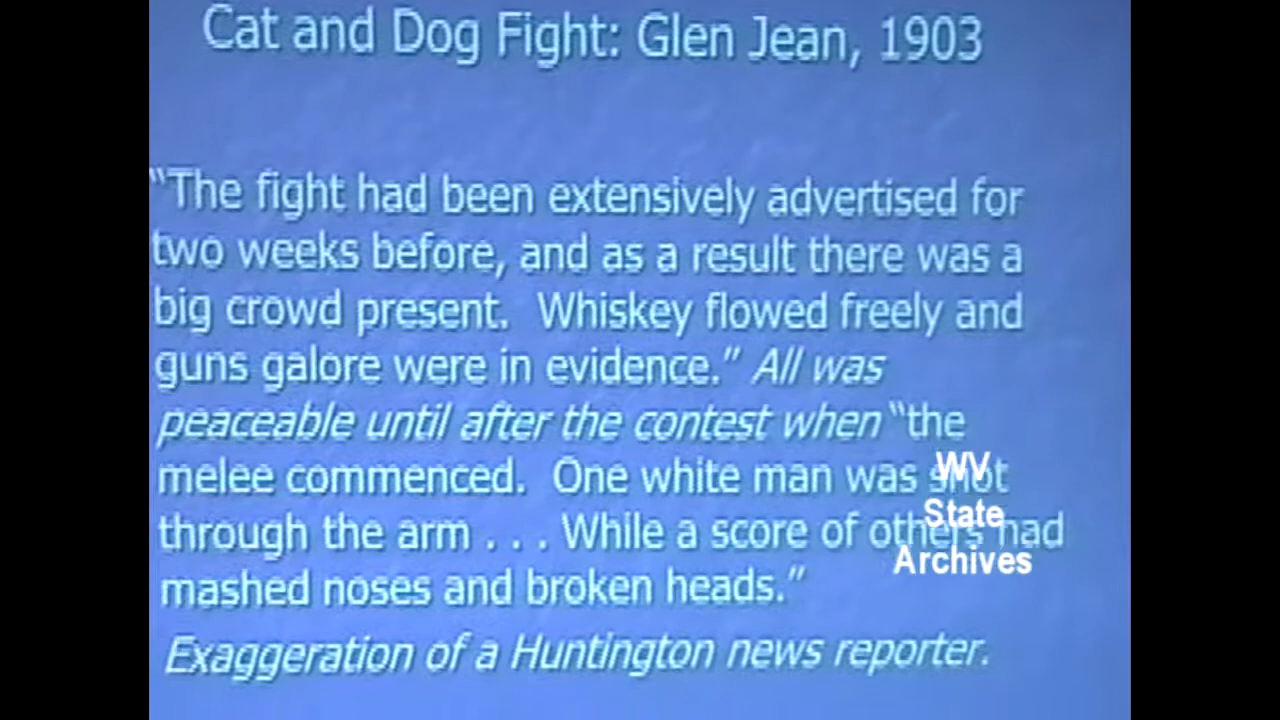 Cat and Dog Fight: Glen Jean, 1903
“The fight had been extensively advertised for
two weeks before, and as a result there was a
big crowd present.  Whiskey flowed freely and
guns galore were in evidence.” All was
peaceable until after the contest when “the
melee commenced.  One white man was shot
through the arm . . . While a score of others had
mashed noses and broken heads.”
Exaggeration of a Huntington news reporter.
WV
State
Archives